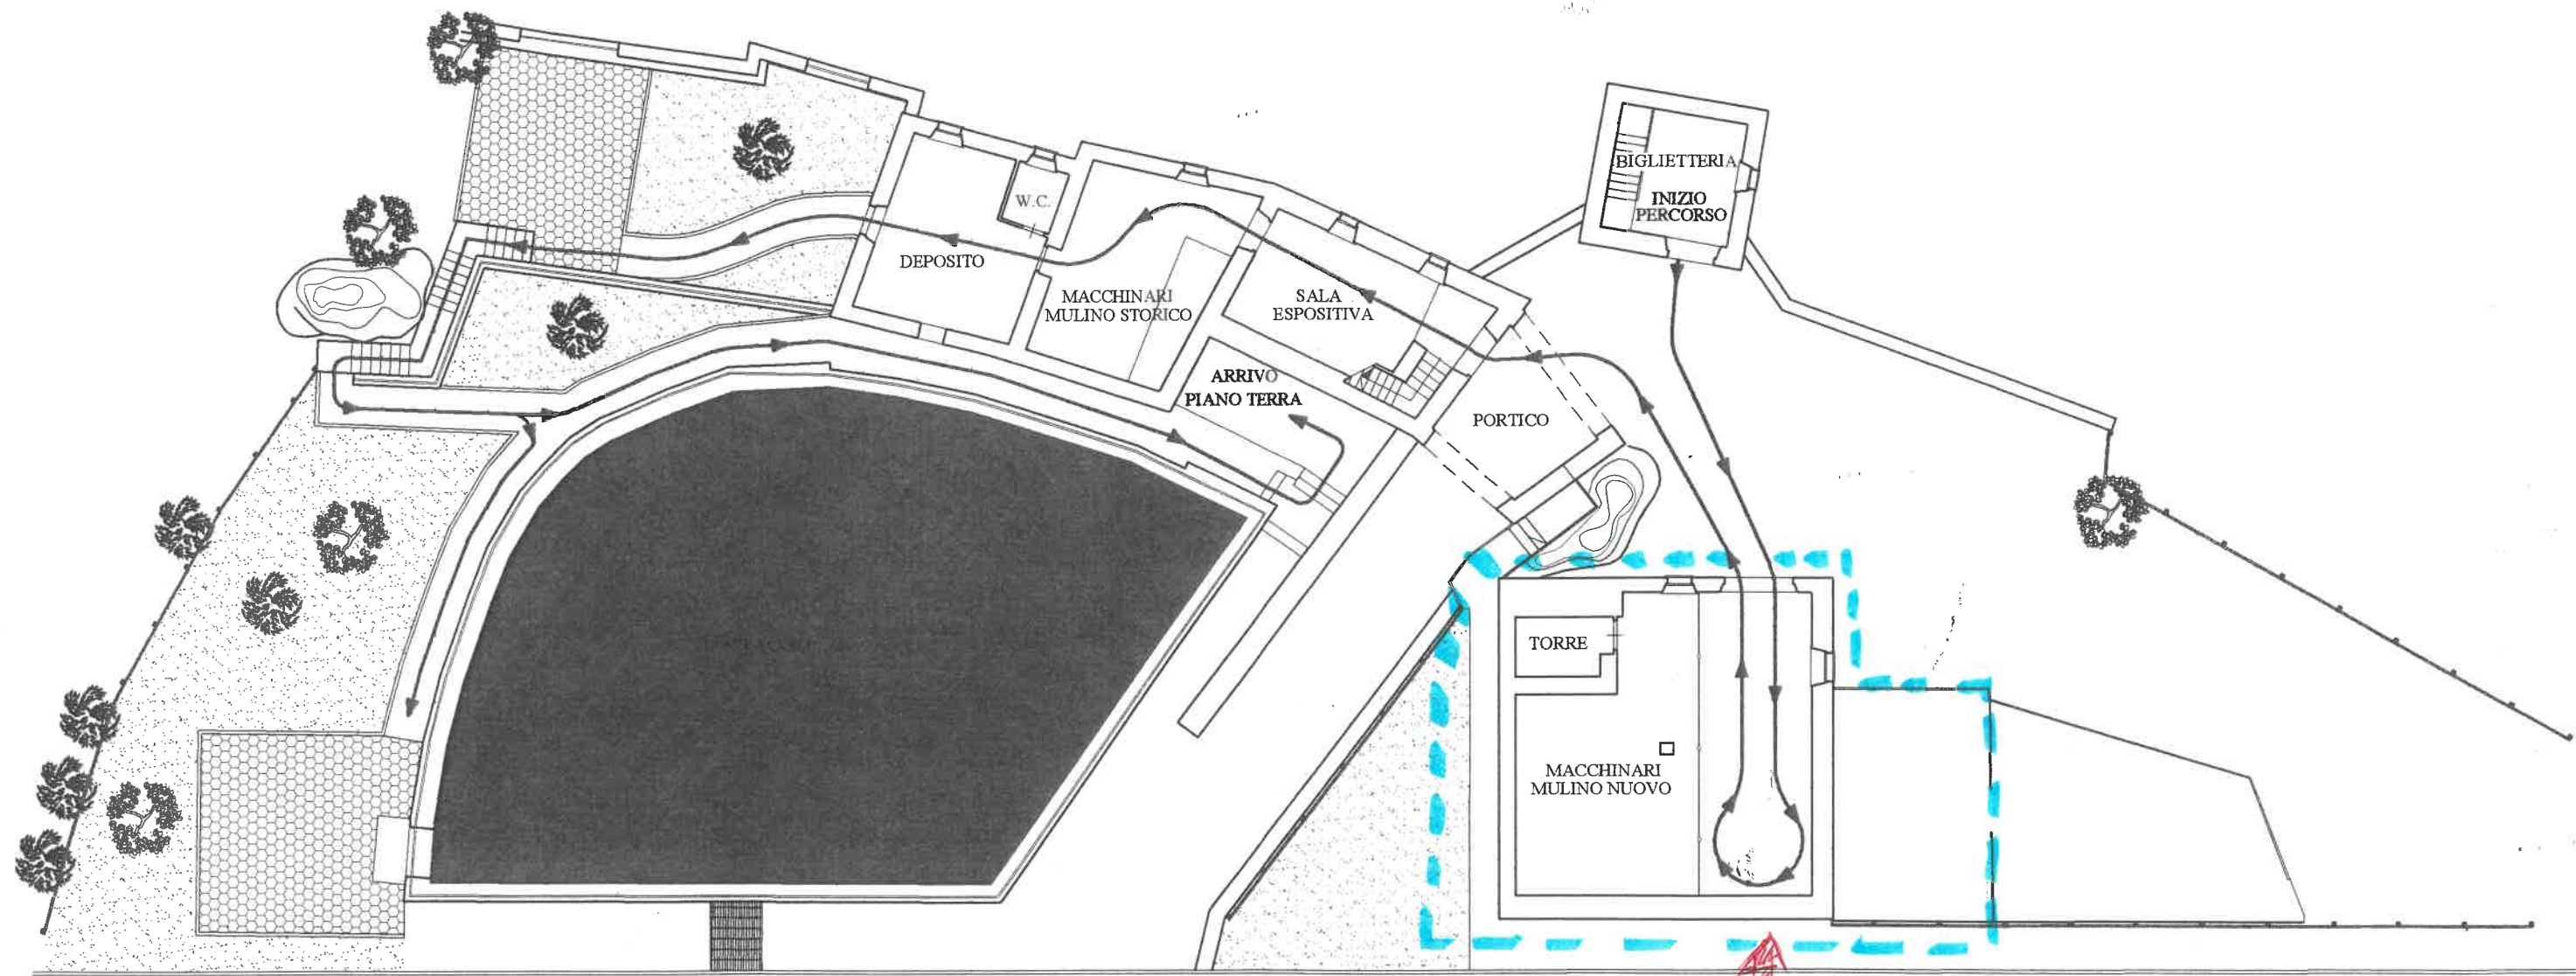 BIGLIETTERIA
INIZIO
PERCORSO
W.C.
DEPOSITO
MACCHINARI
MULINO STORICO
SALA
ESPOSITIVA
ARRIVO
PIANO TERRA
PORTICO
TORRE
MACCHINARI
MULINO NUOVO